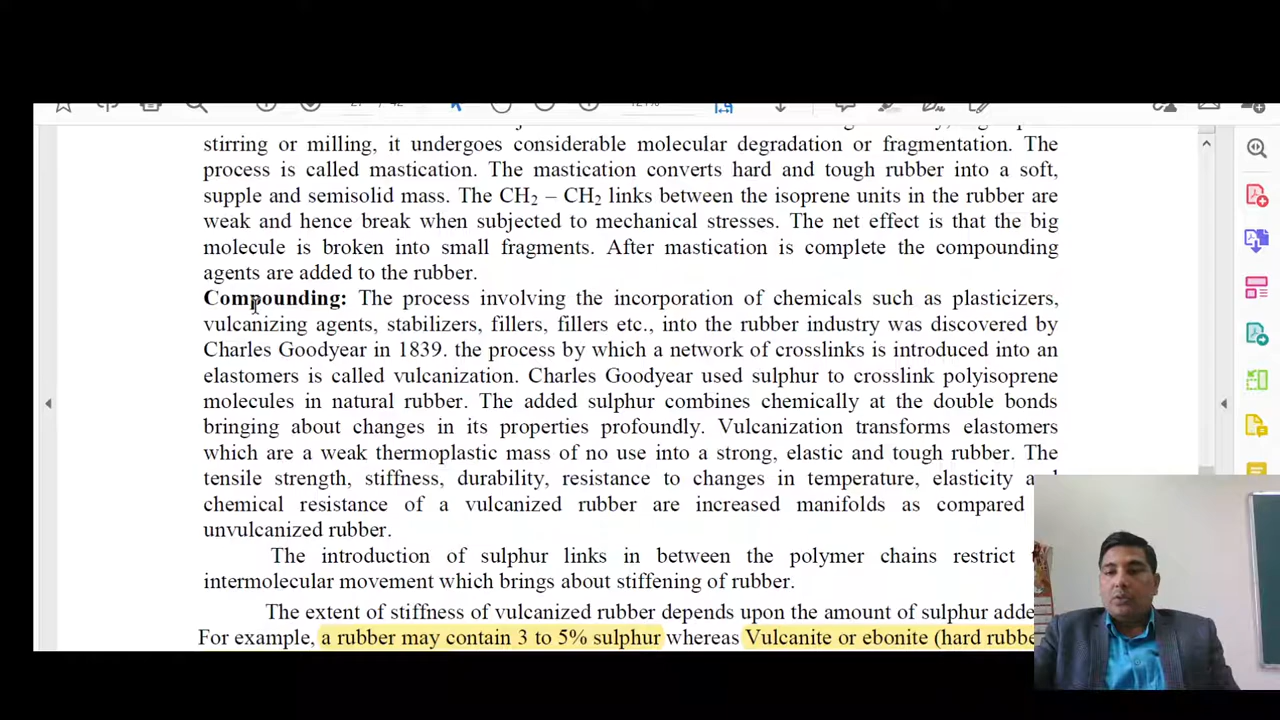 stirring or milling, it undergoes considerable molecular degradation or fragmentation. The
process is called mastication. The mastication converts hard and tough rubber into a soft,
supple and semisolid mass. The CH₂ – CH₂ links between the isoprene units in the rubber are
weak and hence break when subjected to mechanical stresses. The net effect is that the big
molecule is broken into small fragments. After mastication is complete the compounding
agents are added to the rubber.
Compounding: The process involving the incorporation of chemicals such as plasticizers,
vulcanizing agents, stabilizers, fillers, fillers etc., into the rubber industry was discovered by
Charles Goodyear in 1839. the process by which a network of crosslinks is introduced into an
elastomers is called vulcanization. Charles Goodyear used sulphur to crosslink polyisoprene
molecules in natural rubber. The added sulphur combines chemically at the double bonds
bringing about changes in its propetties profoundly. Vulcanization transforms elastomers
which are a weak thermoplastic mass of no use into a strong, elastic and tough rubber. The
tensile strength, stiffness, durability, resistance to changes in temperature, elasticity
chemical resistance of a vulcanized rubber are increased manifolds as compared
unvulcanized rubber.
The introduction of sulphur links in between the polymer chains restrict
intermolecular movement which brings about stiffening of rubber.
The extent of stiffness of vulcanized rubber depends upon the amount of sulphur adde
For example, a rubber may contain 3 to 5% sulphur whereas Vulcanite or ebonite (hard rubbe